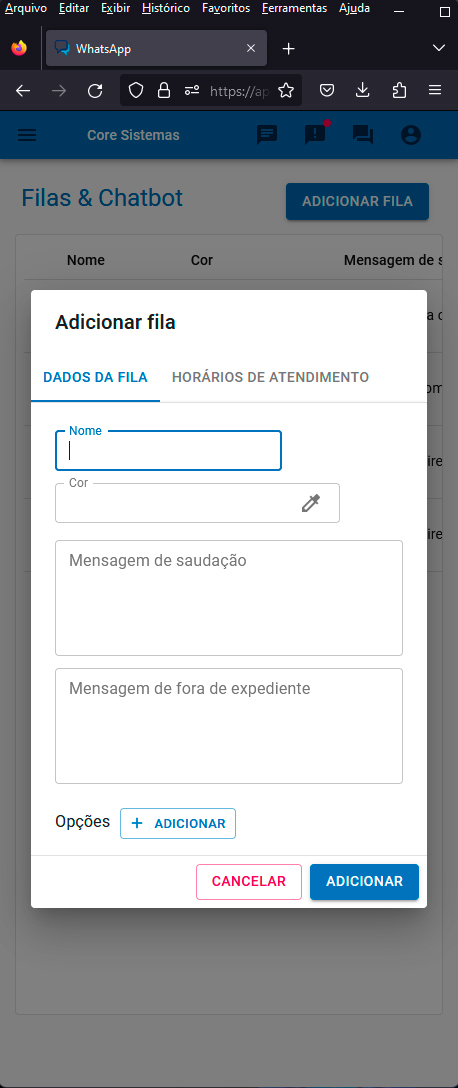 Arquivo Editar Exibir Histórico Favoritos Ferramentas Ajuda
WhatsApp
https://ap
Core Sistemas
Filas & Chatbot
ADICIONAR FILA
Nome Cor Mensagem de s
Adicionar fila
DADOS DA FILA HORÁRIOS DE ATENDIMENTO
Nome
Cor
Mensagem de saudação
Mensagem de fora de expediente
Opções + ADICIONAR
CANCELAR ADICIONAR